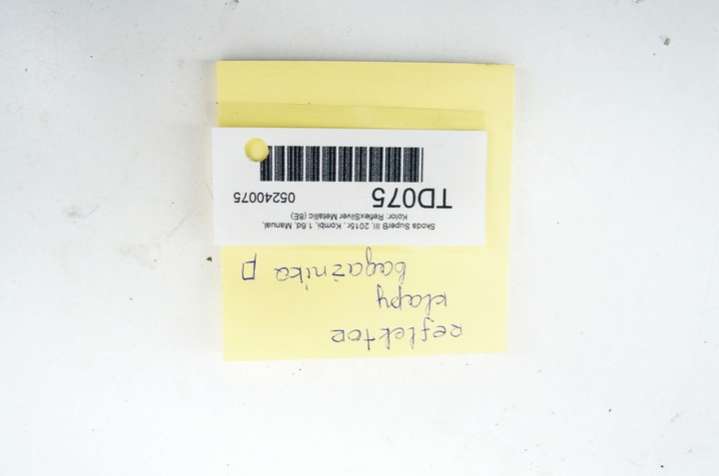 reflektor
klapy
bagażnika P
Skoda SuperB III, 2015r. Kombi, 1.6d, Manual,
Kolor: ReflexSilver Metallic (8E)
TD075
05240075